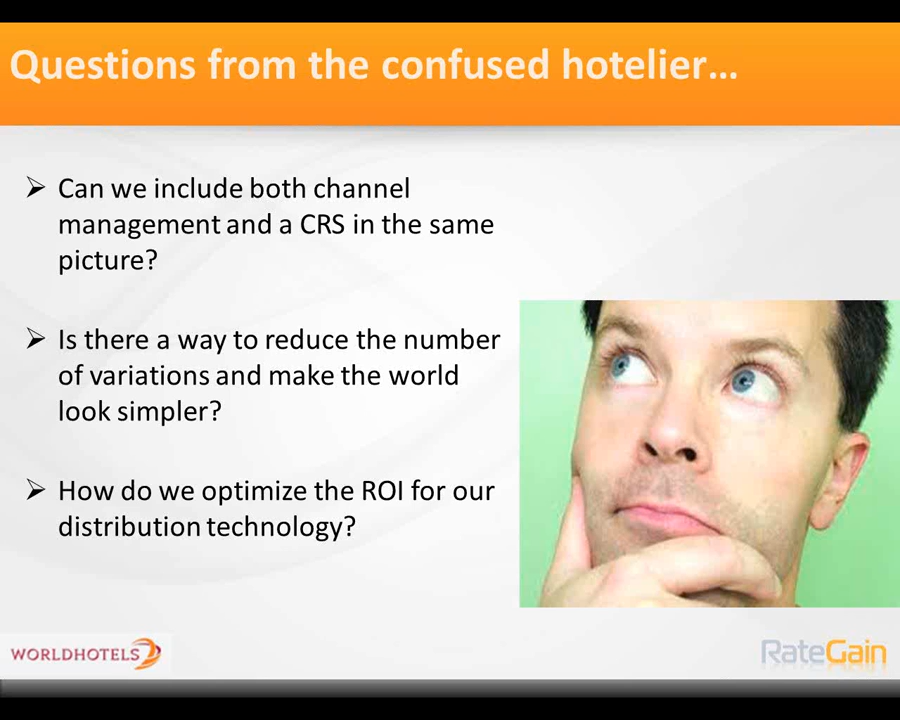 Questions from the confused hotelier…
Can we include both channel
management and a CRS in the same
picture?
Is there a way to reduce the number
of variations and make the world
look simpler?
How do we optimize the ROI for our
distribution technology?
WORLDHOTELS
RateGain